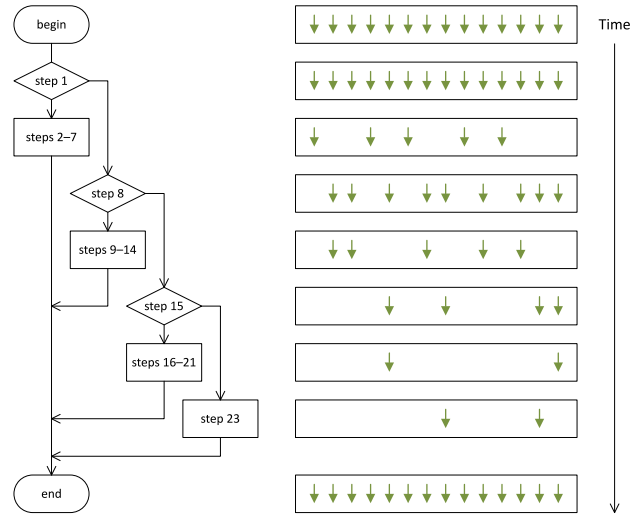 begin
Time
step 1
steps 2–7
step 8
steps 9–14
step 15
steps 16–21
step 23
end